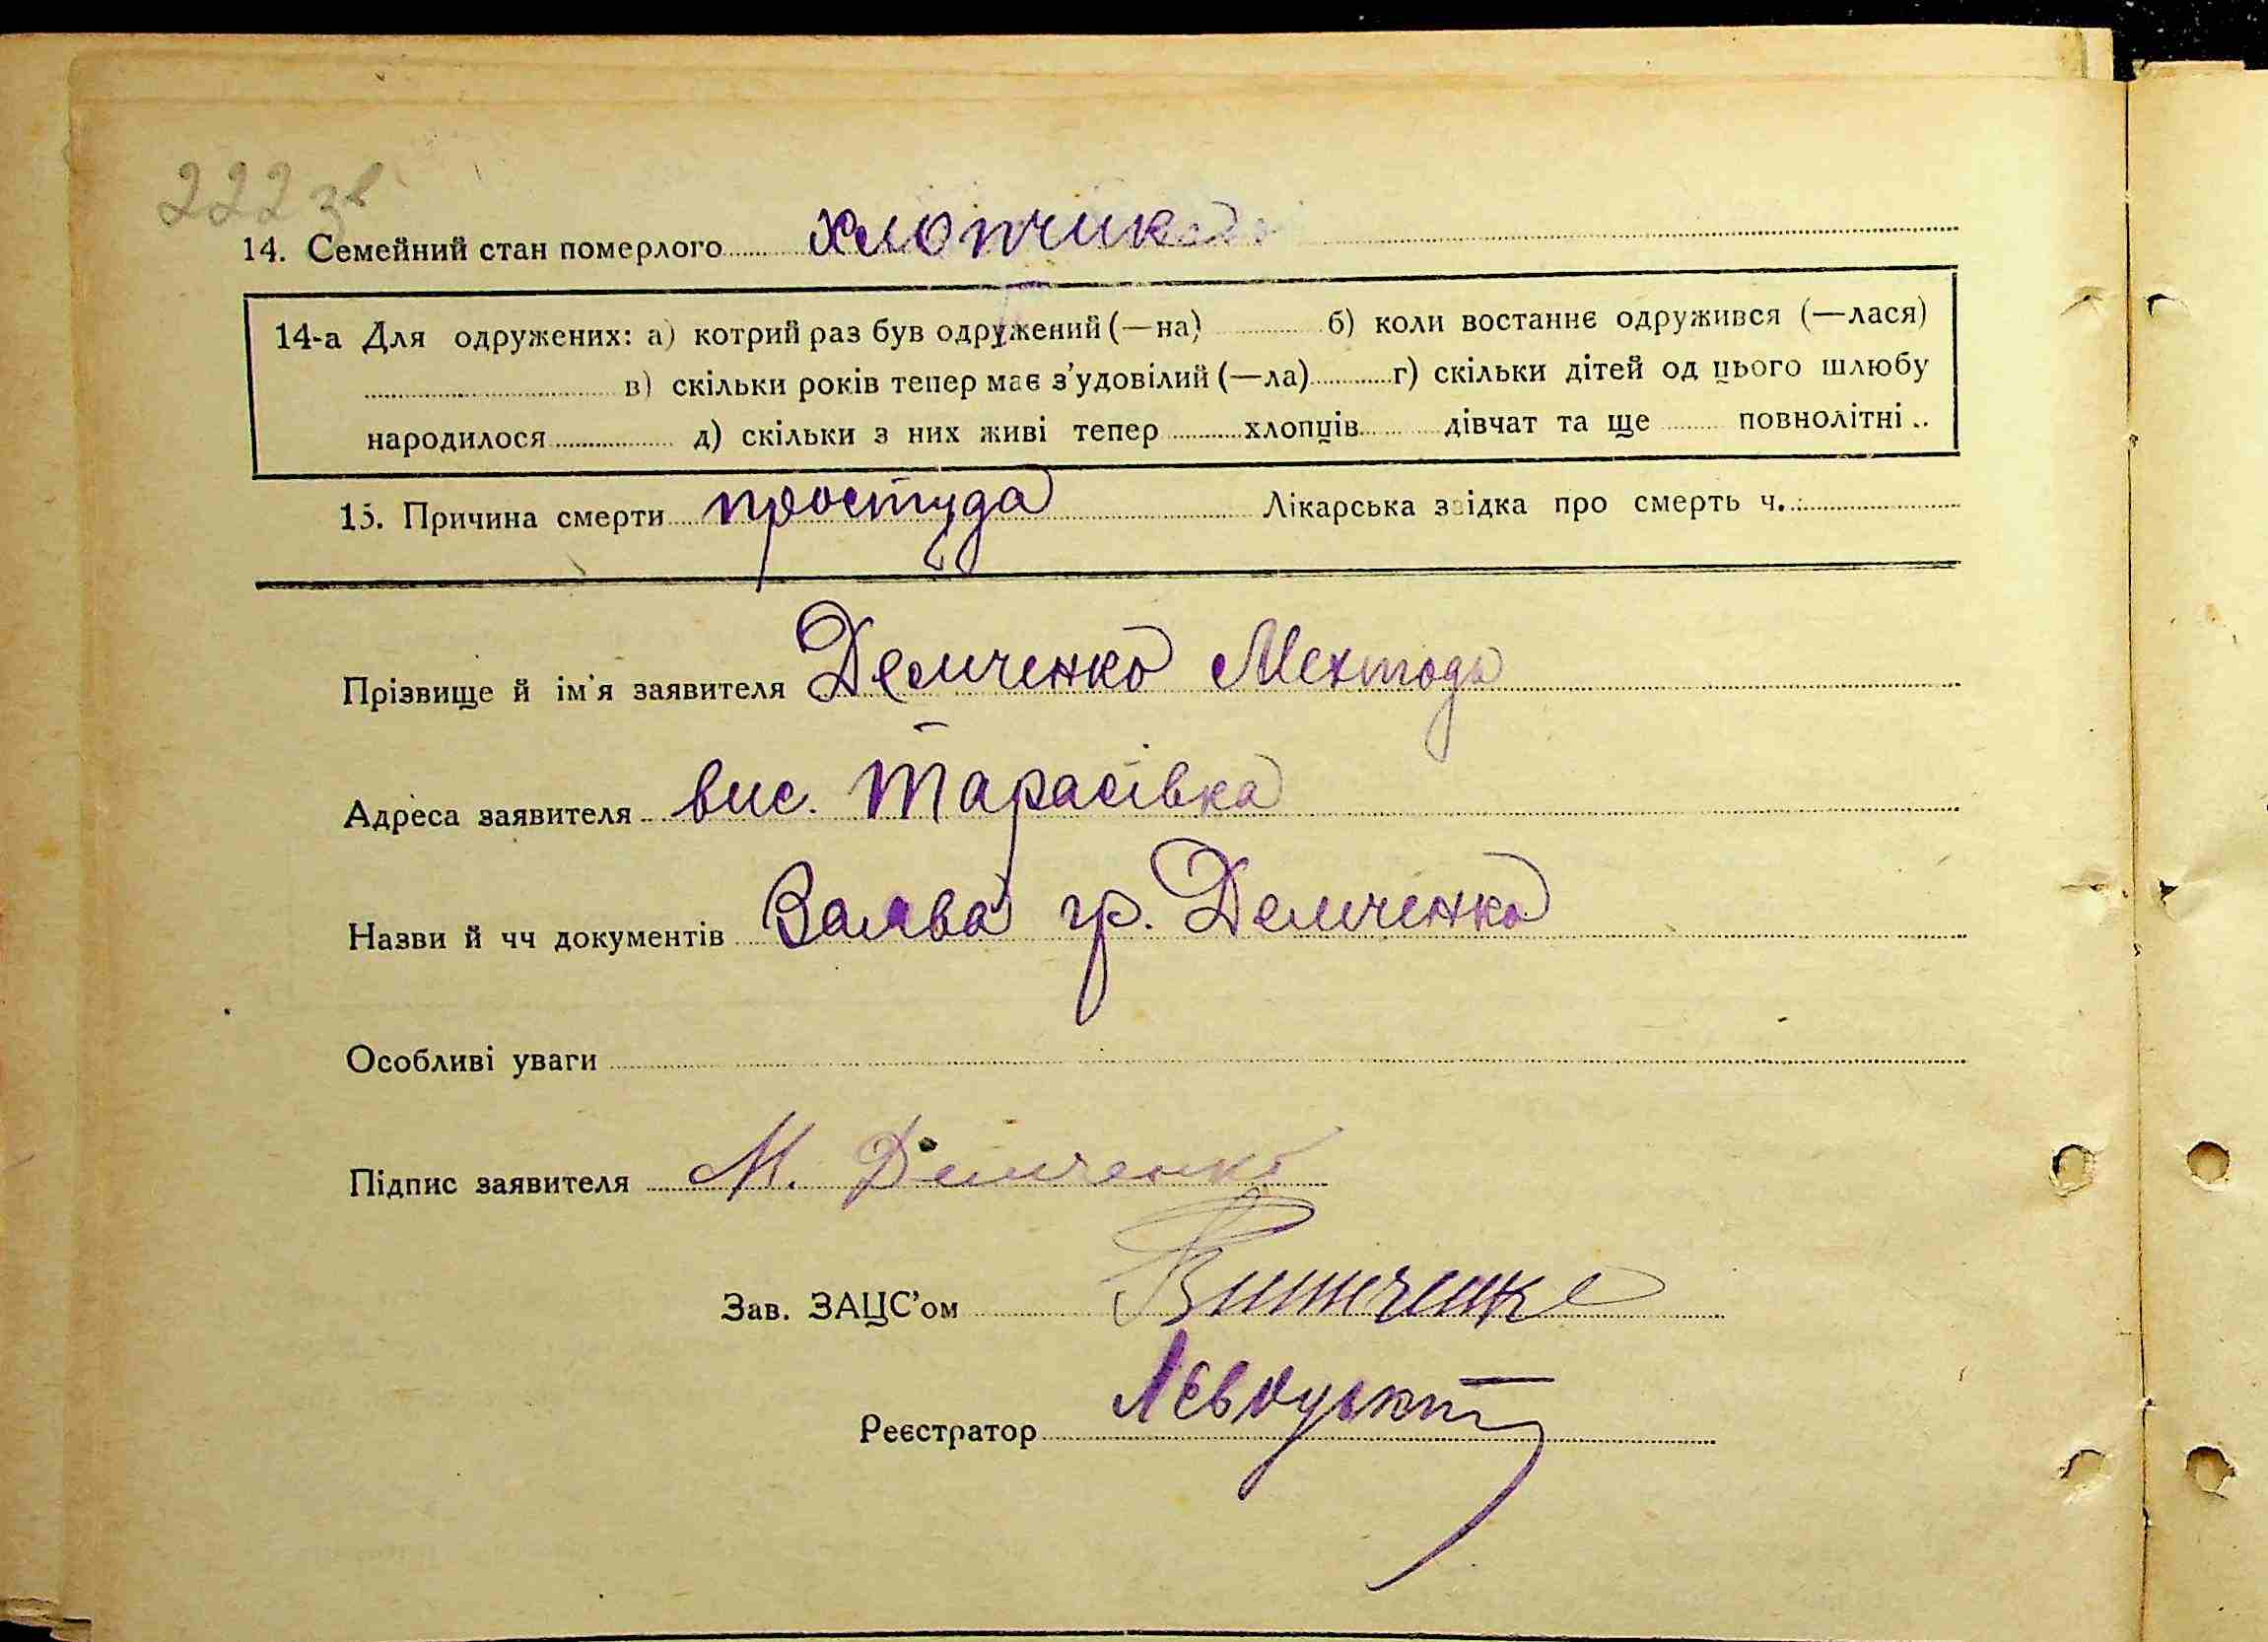 222 зв
14. Семейний стан померлого хлопчик
14-а Для одружених: а) котрий раз був одружений (—на) б) коли востаннє одружився (—лася)
в) скільки років тепер має з'удовілий (—ла) г) скільки дітей од цього шлюбу
народилося д) скільки з них живі тепер хлопців дівчат та ще повнолітні
15. Причина смерти простуда Лікарська звідка про смерть ч.
Прізвище й ім'я заявителя Демченко
Адреса заявителя вис. Тарасівка
Назви й чч документів Заява гр. Демченко
Особливі уваги
Підпис заявителя М. Демченко
Зав. ЗАЦС'ом
Реєстратор